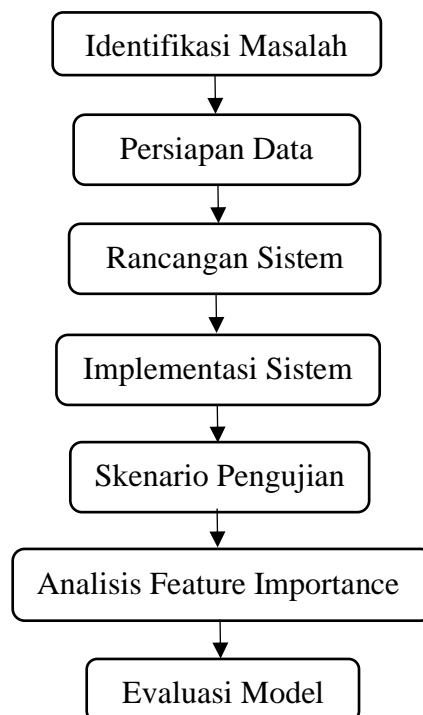 Identifikasi Masalah
Persiapan Data
Rancangan Sistem
Implementasi Sistem
Skenario Pengujian
Analisis Feature Importance
Evaluasi Model